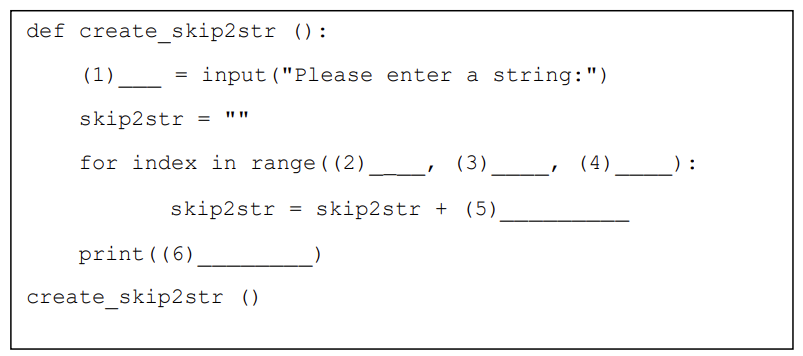 def create_skip2str ():
(1)___ = input("Please enter a string:")
skip2str = ""
for index in range((2)____, (3)____, (4)____):
skip2str = skip2str + (5)_________
print((6)________)
create_skip2str ()